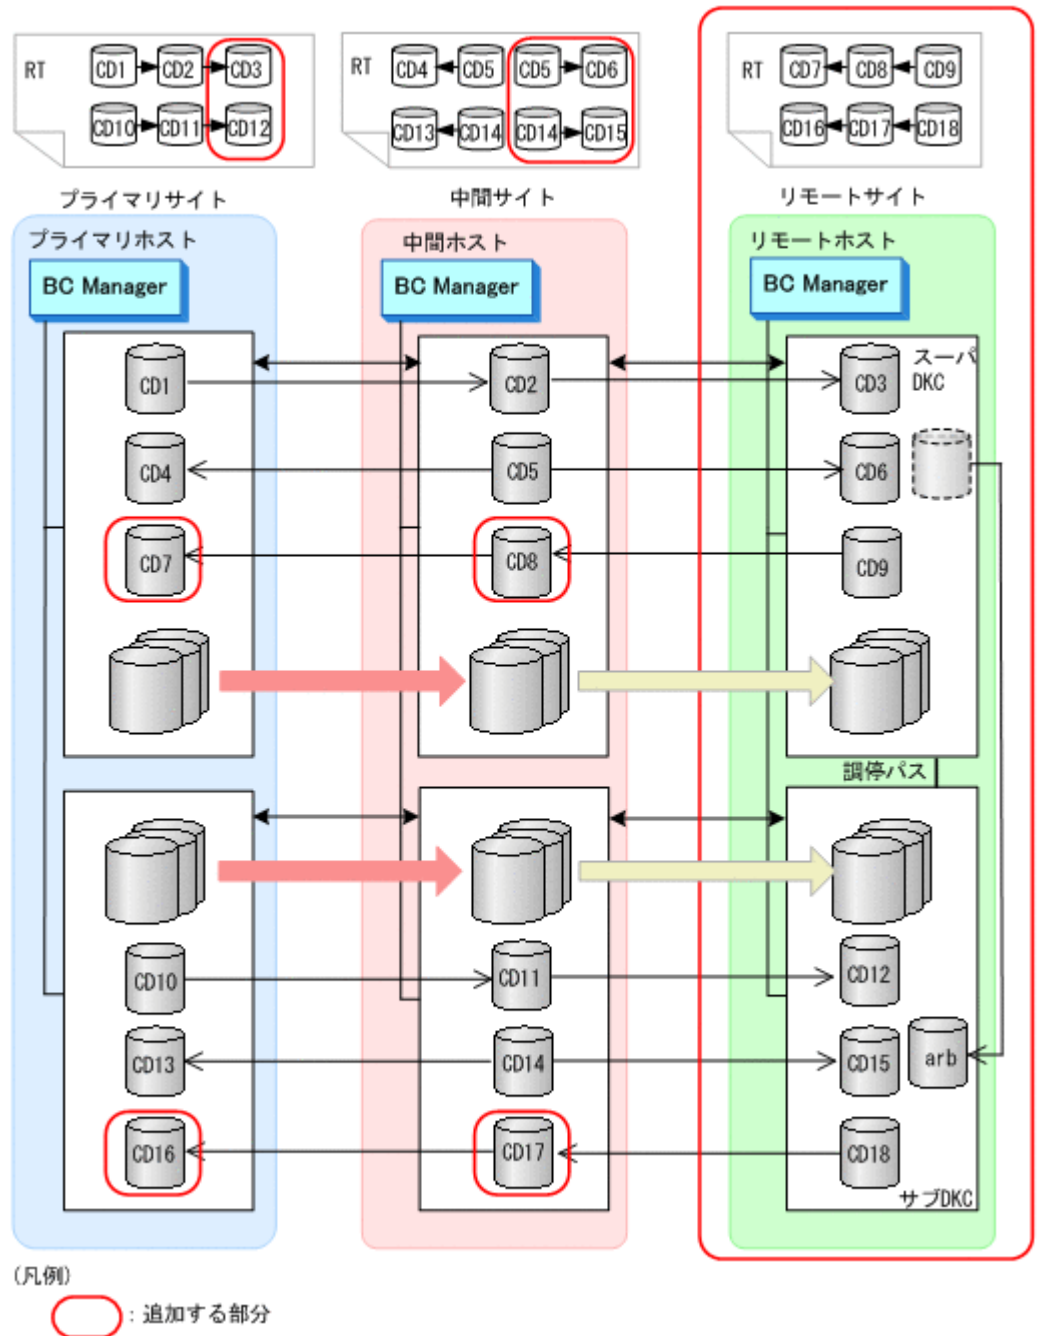 RT CD1 CD2 CD3
CD10 CD11 CD12
RT CD4 CD5 CD5 CD6
CD13 CD14 CD14 CD15
RT CD7 CD8 CD9
CD16 CD17 CD18
プライマリサイト
中間サイト
リモートサイト
プライマリホスト
中間ホスト
リモートホスト
BC Manager
BC Manager
BC Manager
CD1
CD2
CD3
スーパ
DKC
CD4
CD5
CD6
CD7
CD8
CD9
調停パス
CD10
CD11
CD12
CD13
CD14
CD15
arb
CD16
CD17
CD18
サブDKC
(凡例)
：追加する部分